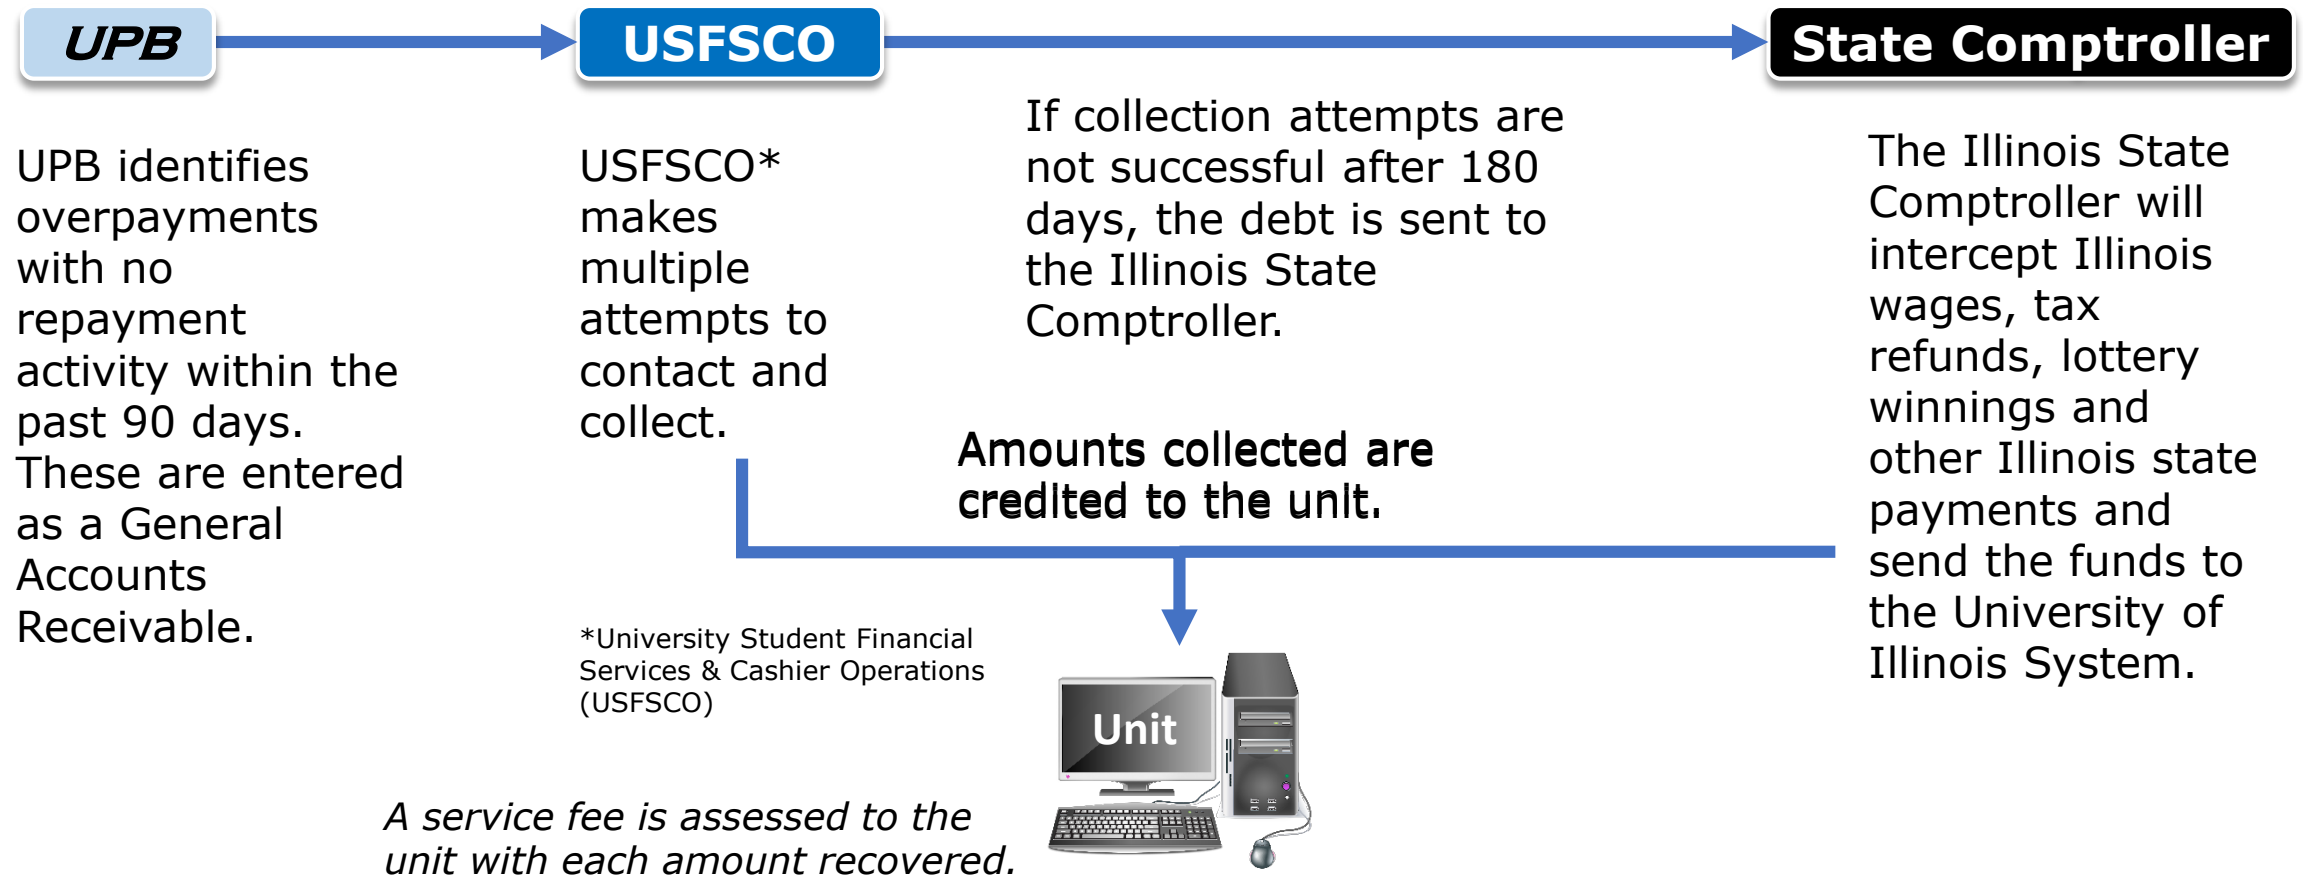 UPB
USFSCO
State Comptroller
UPB identifies
overpayments
with no
repayment
activity within the
past 90 days.
These are entered
as a General
Accounts
Receivable.
USFSCO*
makes
multiple
attempts to
contact and
collect.
If collection attempts are
not successful after 180
days, the debt is sent to
the Illinois State
Comptroller.
The Illinois State
Comptroller will
intercept Illinois
wages, tax
refunds, lottery
winnings and
other Illinois state
payments and
send the funds to
the University of
Illinois System.
Amounts collected are
credited to the unit.
*University Student Financial
Services & Cashier Operations
(USFSCO)
Unit
A service fee is assessed to the
unit with each amount recovered.